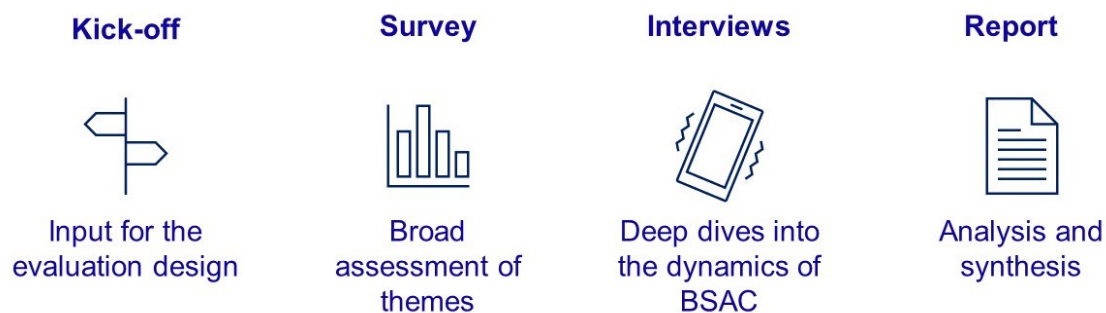 Kick-off
Survey
Interviews
Report
Input for the
evaluation design
Broad
assessment of
themes
Deep dives into
the dynamics of
BSAC
Analysis and
synthesis